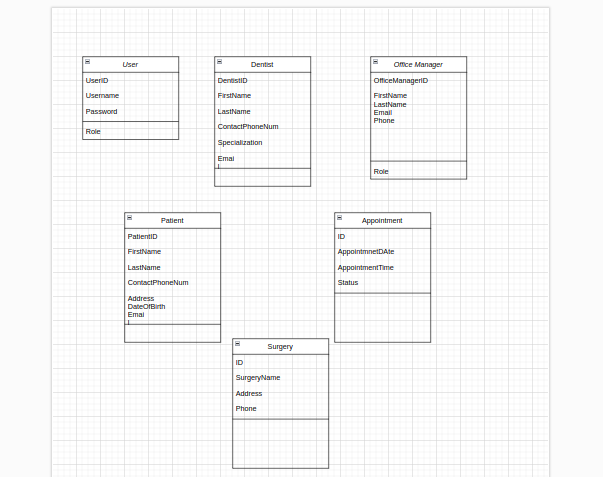 User
UserID
Username
Password
Role
Dentist
DentistID
FirstName
LastName
ContactPhoneNum
Specialization
Emai
l
Office Manager
OfficeManagerID
FirstName
LastName
Email
Phone
Role
Patient
PatientID
FirstName
LastName
ContactPhoneNum
Address
DateOfBirth
Emai
l
Appointment
ID
AppointmnetDAte
AppointmentTime
Status
Surgery
ID
SurgeryName
Address
Phone